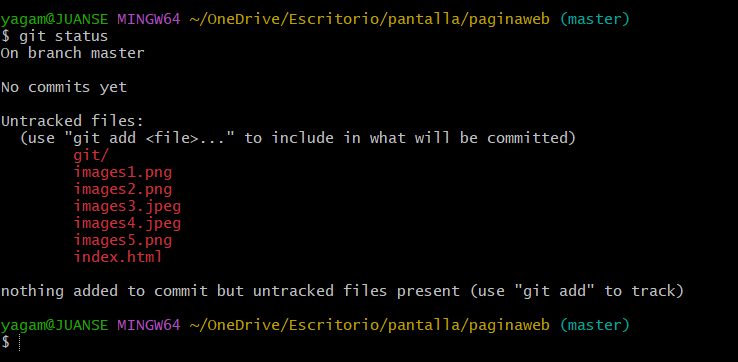 yagam@JUANSE MINGW64 ~/OneDrive/Escritorio/pantalla/paginaweb (master)
$ git status
On branch master

No commits yet

Untracked files:
  (use "git add <file>..." to include in what will be committed)
        git/
        images1.png
        images2.png
        images3.jpeg
        images4.jpeg
        images5.png
        index.html

nothing added to commit but untracked files present (use "git add" to track)

yagam@JUANSE MINGW64 ~/OneDrive/Escritorio/pantalla/paginaweb (master)
$